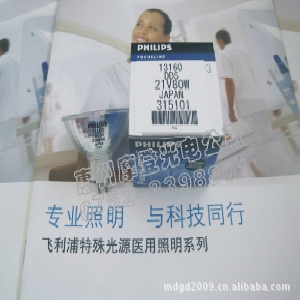 PHILIPS
FOCUSLINE
13160
DDS
21V80W
JAPAN
315101
PHILIPS
专业照明 与科技同行
飞利浦特殊光源医用照明系列
mdgd2009.cn.alibaba.com